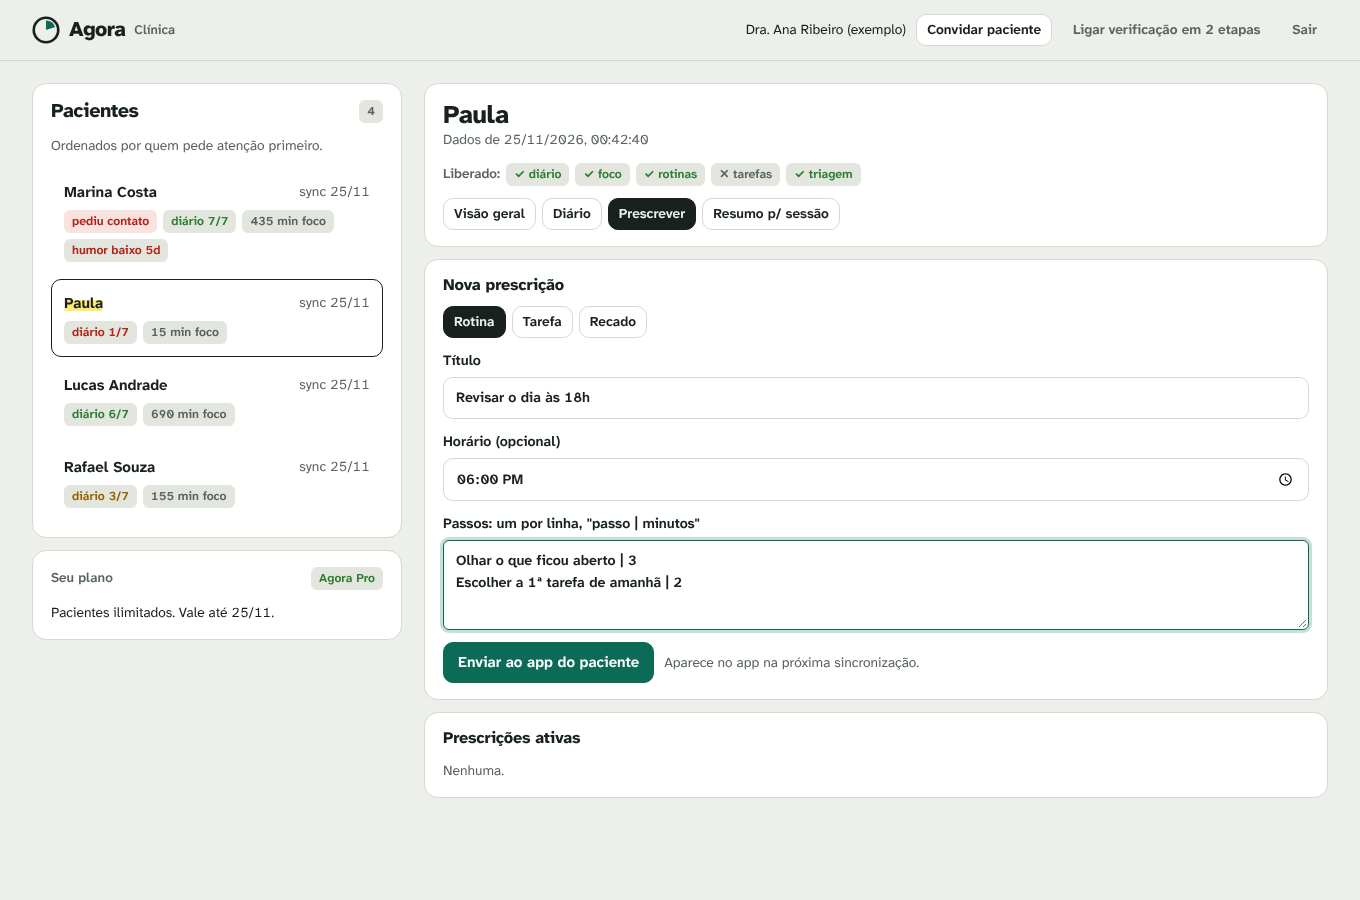 Agora Clínica
Dra. Ana Ribeiro (exemplo) Convidar paciente Ligar verificação em 2 etapas Sair
Pacientes 4
Ordenados por quem pede atenção primeiro.
Marina Costa sync 25/11
pediu contato diário 7/7 435 min foco
humor baixo 5d
Paula sync 25/11
diário 1/7 15 min foco
Lucas Andrade sync 25/11
diário 6/7 690 min foco
Rafael Souza sync 25/11
diário 3/7 155 min foco
Seu plano Agora Pro
Pacientes ilimitados. Vale até 25/11.
Paula
Dados de 25/11/2026, 00:42:40
Liberado: ✓ diário ✓ foco ✓ rotinas ✕ tarefas ✓ triagem
Visão geral Diário Prescrever Resumo p/ sessão
Nova prescrição
Rotina Tarefa Recado
Título
Revisar o dia às 18h
Horário (opcional)
06:00 PM
Passos: um por linha, "passo | minutos"
Olhar o que ficou aberto | 3
Escolher a 1ª tarefa de amanhã | 2
Enviar ao app do paciente Aparece no app na próxima sincronização.
Prescrições ativas
Nenhuma.